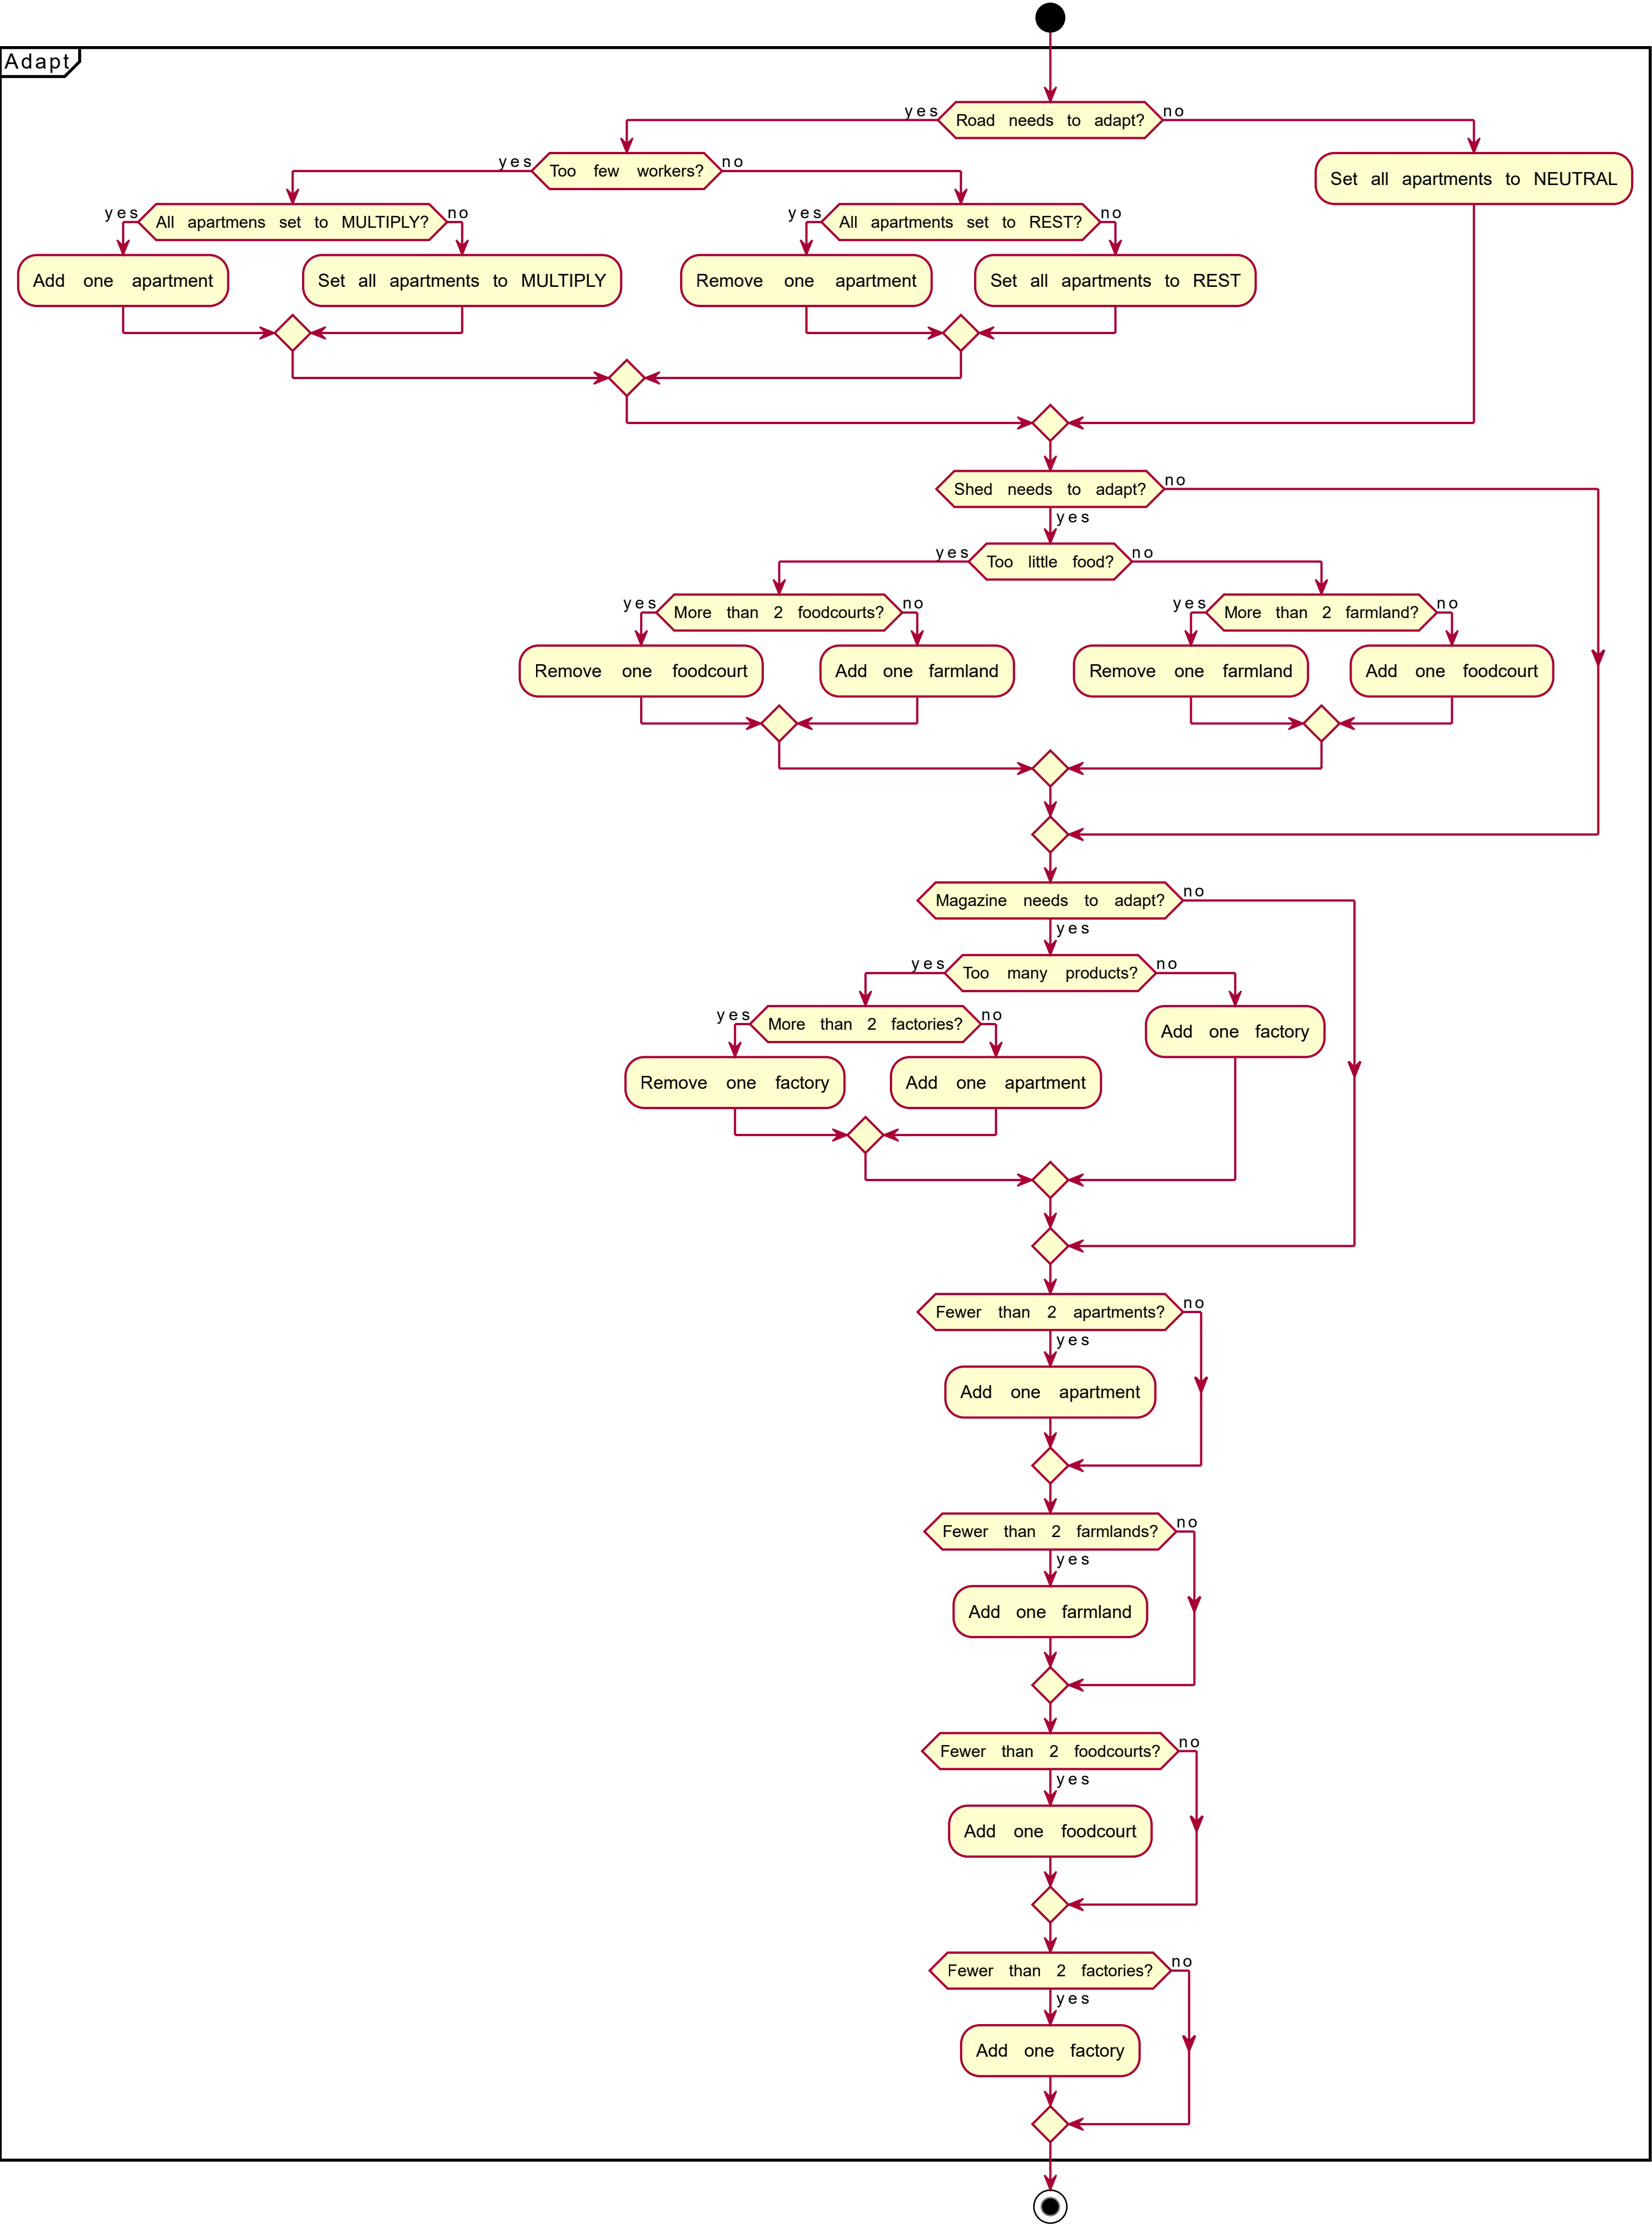 Adapt
Road needs to adapt?
yes
no
Too few workers?
yes
no
Set all apartments to NEUTRAL
All apartmens set to MULTIPLY?
yes
no
All apartments set to REST?
yes
no
Add one apartment
Set all apartments to MULTIPLY
Remove one apartment
Set all apartments to REST
Shed needs to adapt?
no
yes
Too little food?
yes
no
More than 2 foodcourts?
yes
no
More than 2 farmland?
yes
no
Remove one foodcourt
Add one farmland
Remove one farmland
Add one foodcourt
Magazine needs to adapt?
no
yes
Too many products?
yes
no
More than 2 factories?
yes
no
Add one factory
Remove one factory
Add one apartment
Fewer than 2 apartments?
no
yes
Add one apartment
Fewer than 2 farmlands?
no
yes
Add one farmland
Fewer than 2 foodcourts?
no
yes
Add one foodcourt
Fewer than 2 factories?
no
yes
Add one factory